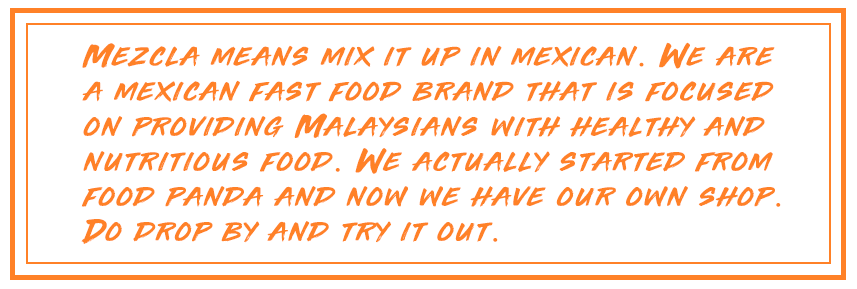 Mezcla means mix it up in mexican. We are
a mexican fast food brand that is focused
on providing Malaysians with healthy and
nutritious food. We actually started from
food panda and now we have our own shop.
Do drop by and try it out.